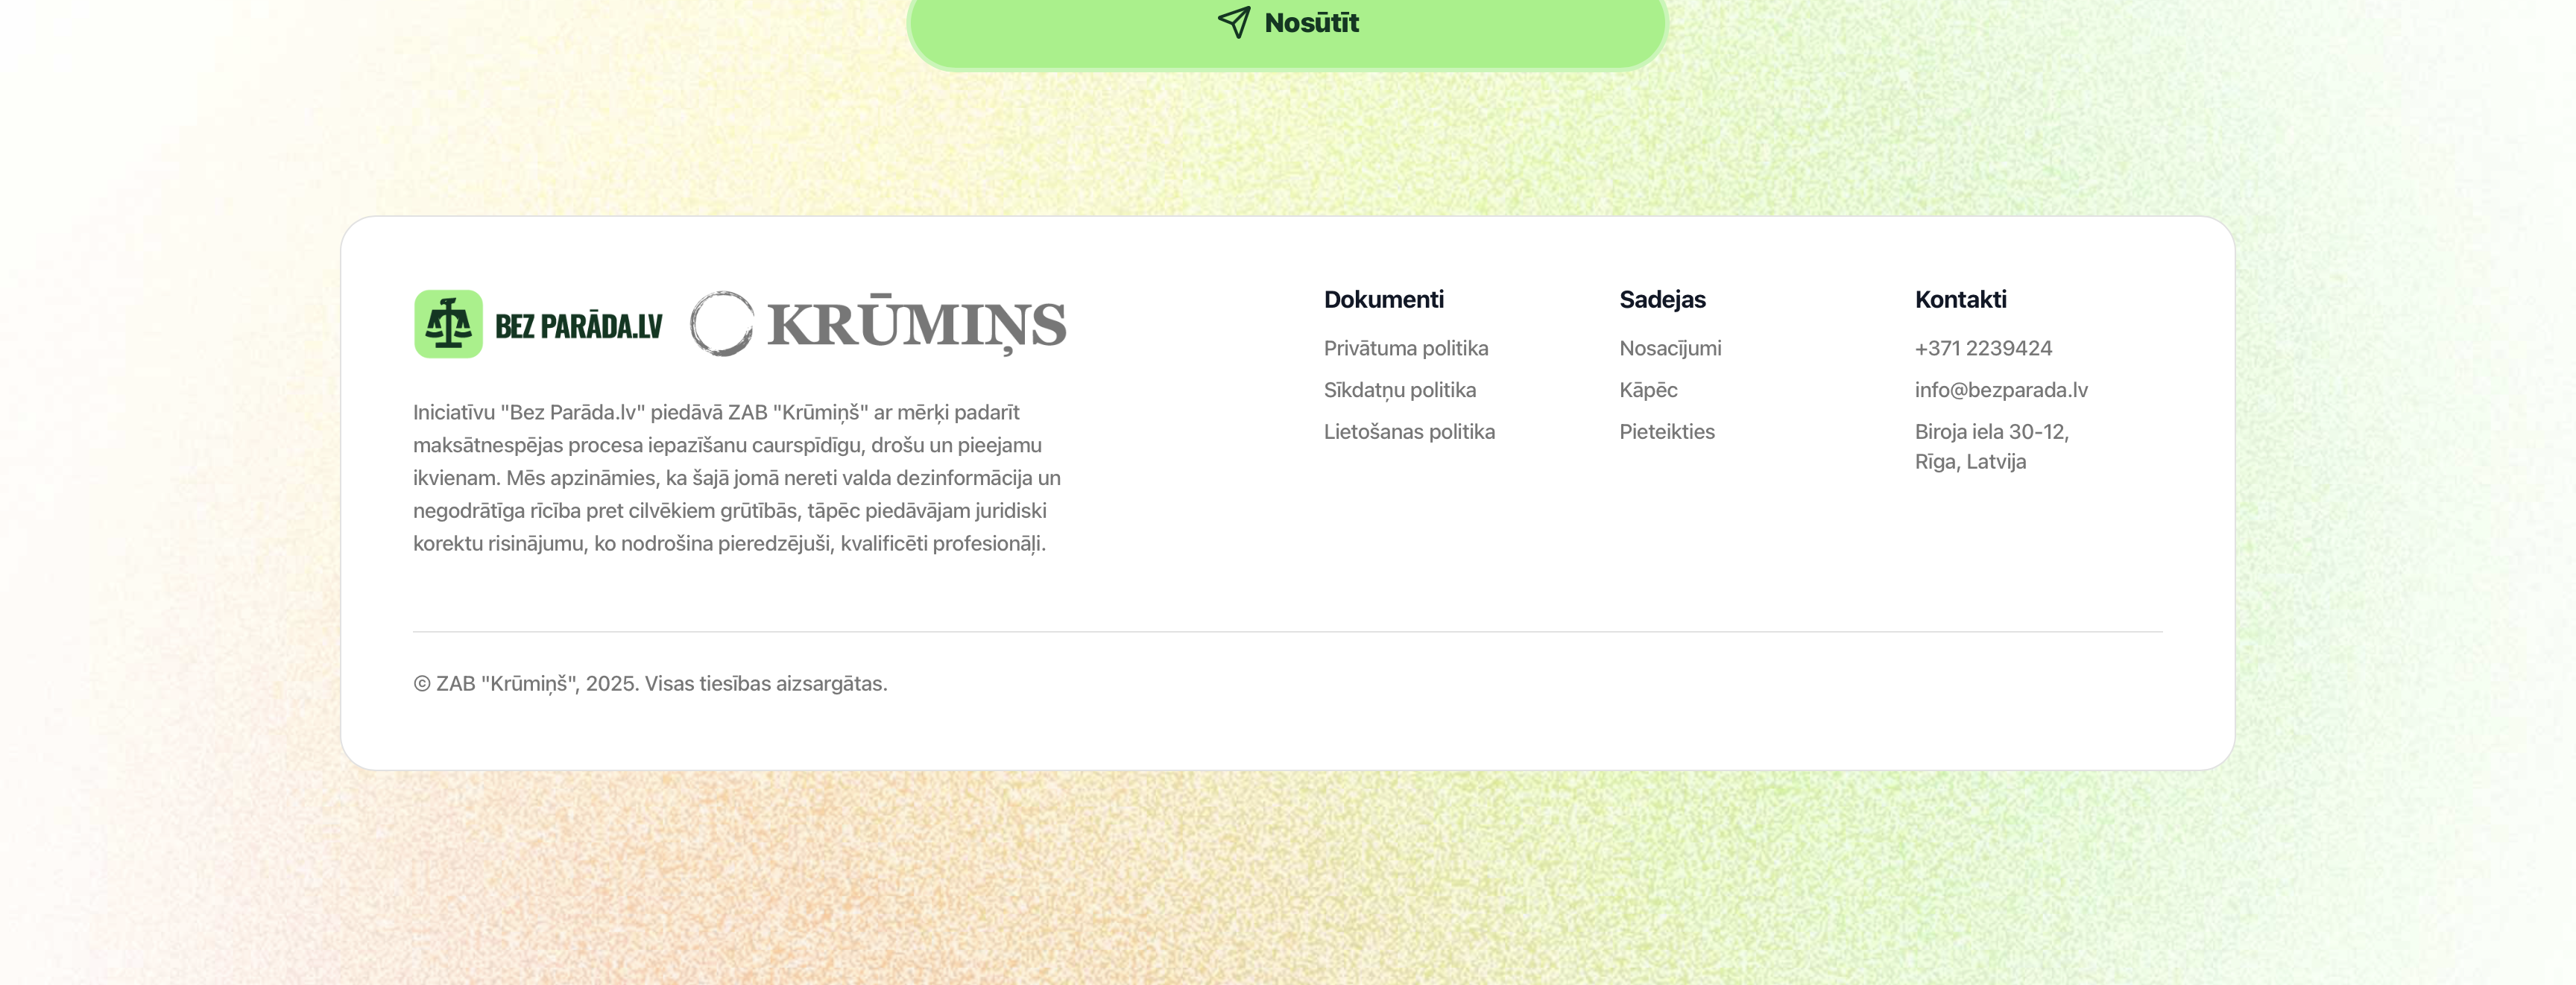 Nosūtīt
BEZ PARĀDA.LV
KRŪMIŅS
Iniciatīvu "Bez Parāda.lv" piedāvā ZAB "Krūmiņš" ar mērķi padarīt
maksātnespējas procesa iepazīšanu caurspīdīgu, drošu un pieejamu
ikvienam. Mēs apzināmies, ka šajā jomā nereti valda dezinformācija un
negodrātīga rīcība pret cilvēkiem grūtībās, tāpēc piedāvājam juridiski
korektu risinājumu, ko nodrošina pieredzējuši, kvalificēti profesionāļi.
Dokumenti
Privātuma politika
Sīkdatņu politika
Lietošanas politika
Sadejas
Nosacījumi
Kāpēc
Pieteikties
Kontakti
+371 2239424
info@bezparada.lv
Biroja iela 30-12,
Rīga, Latvija
© ZAB "Krūmiņš", 2025. Visas tiesības aizsargātas.